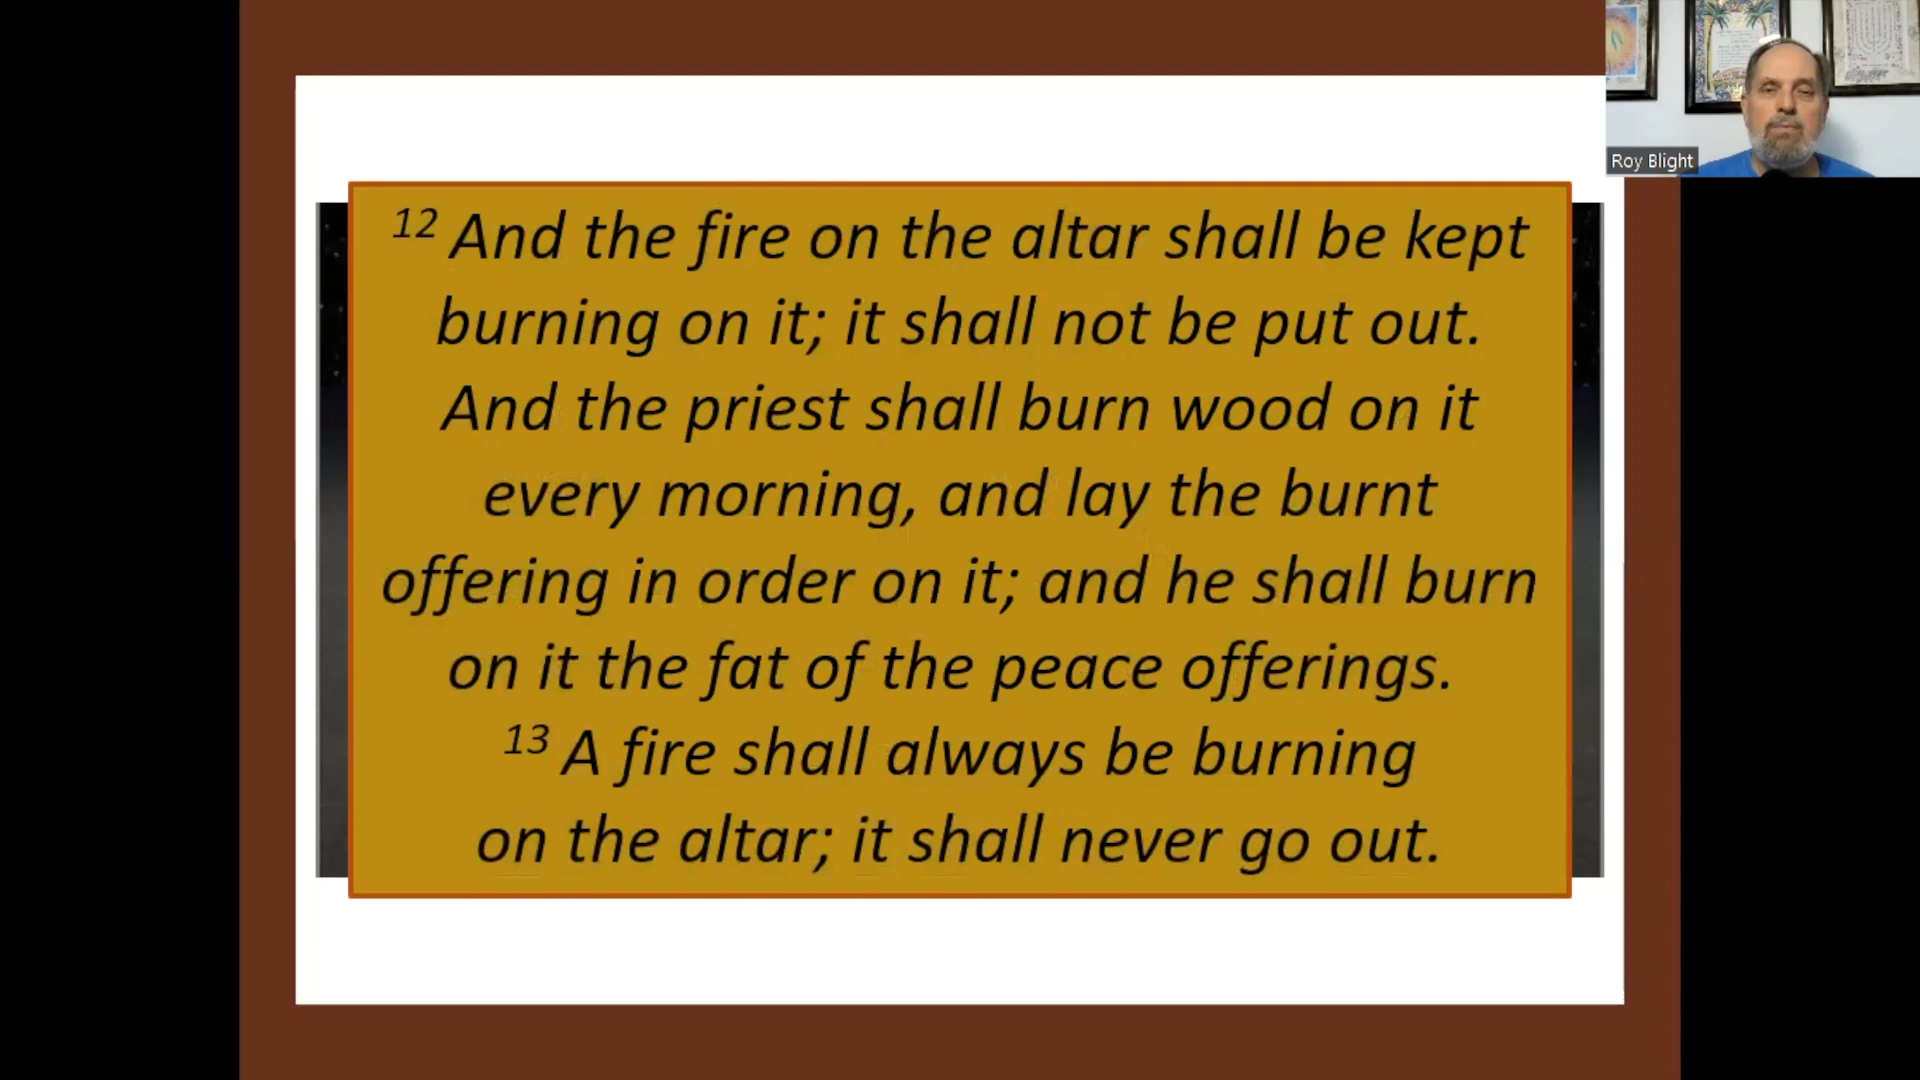 12 And the fire on the altar shall be kept
burning on it; it shall not be put out.
And the priest shall burn wood on it
every morning, and lay the burnt
offering in order on it; and he shall burn
on it the fat of the peace offerings.
13 A fire shall always be burning
on the altar; it shall never go out.
Roy Blight